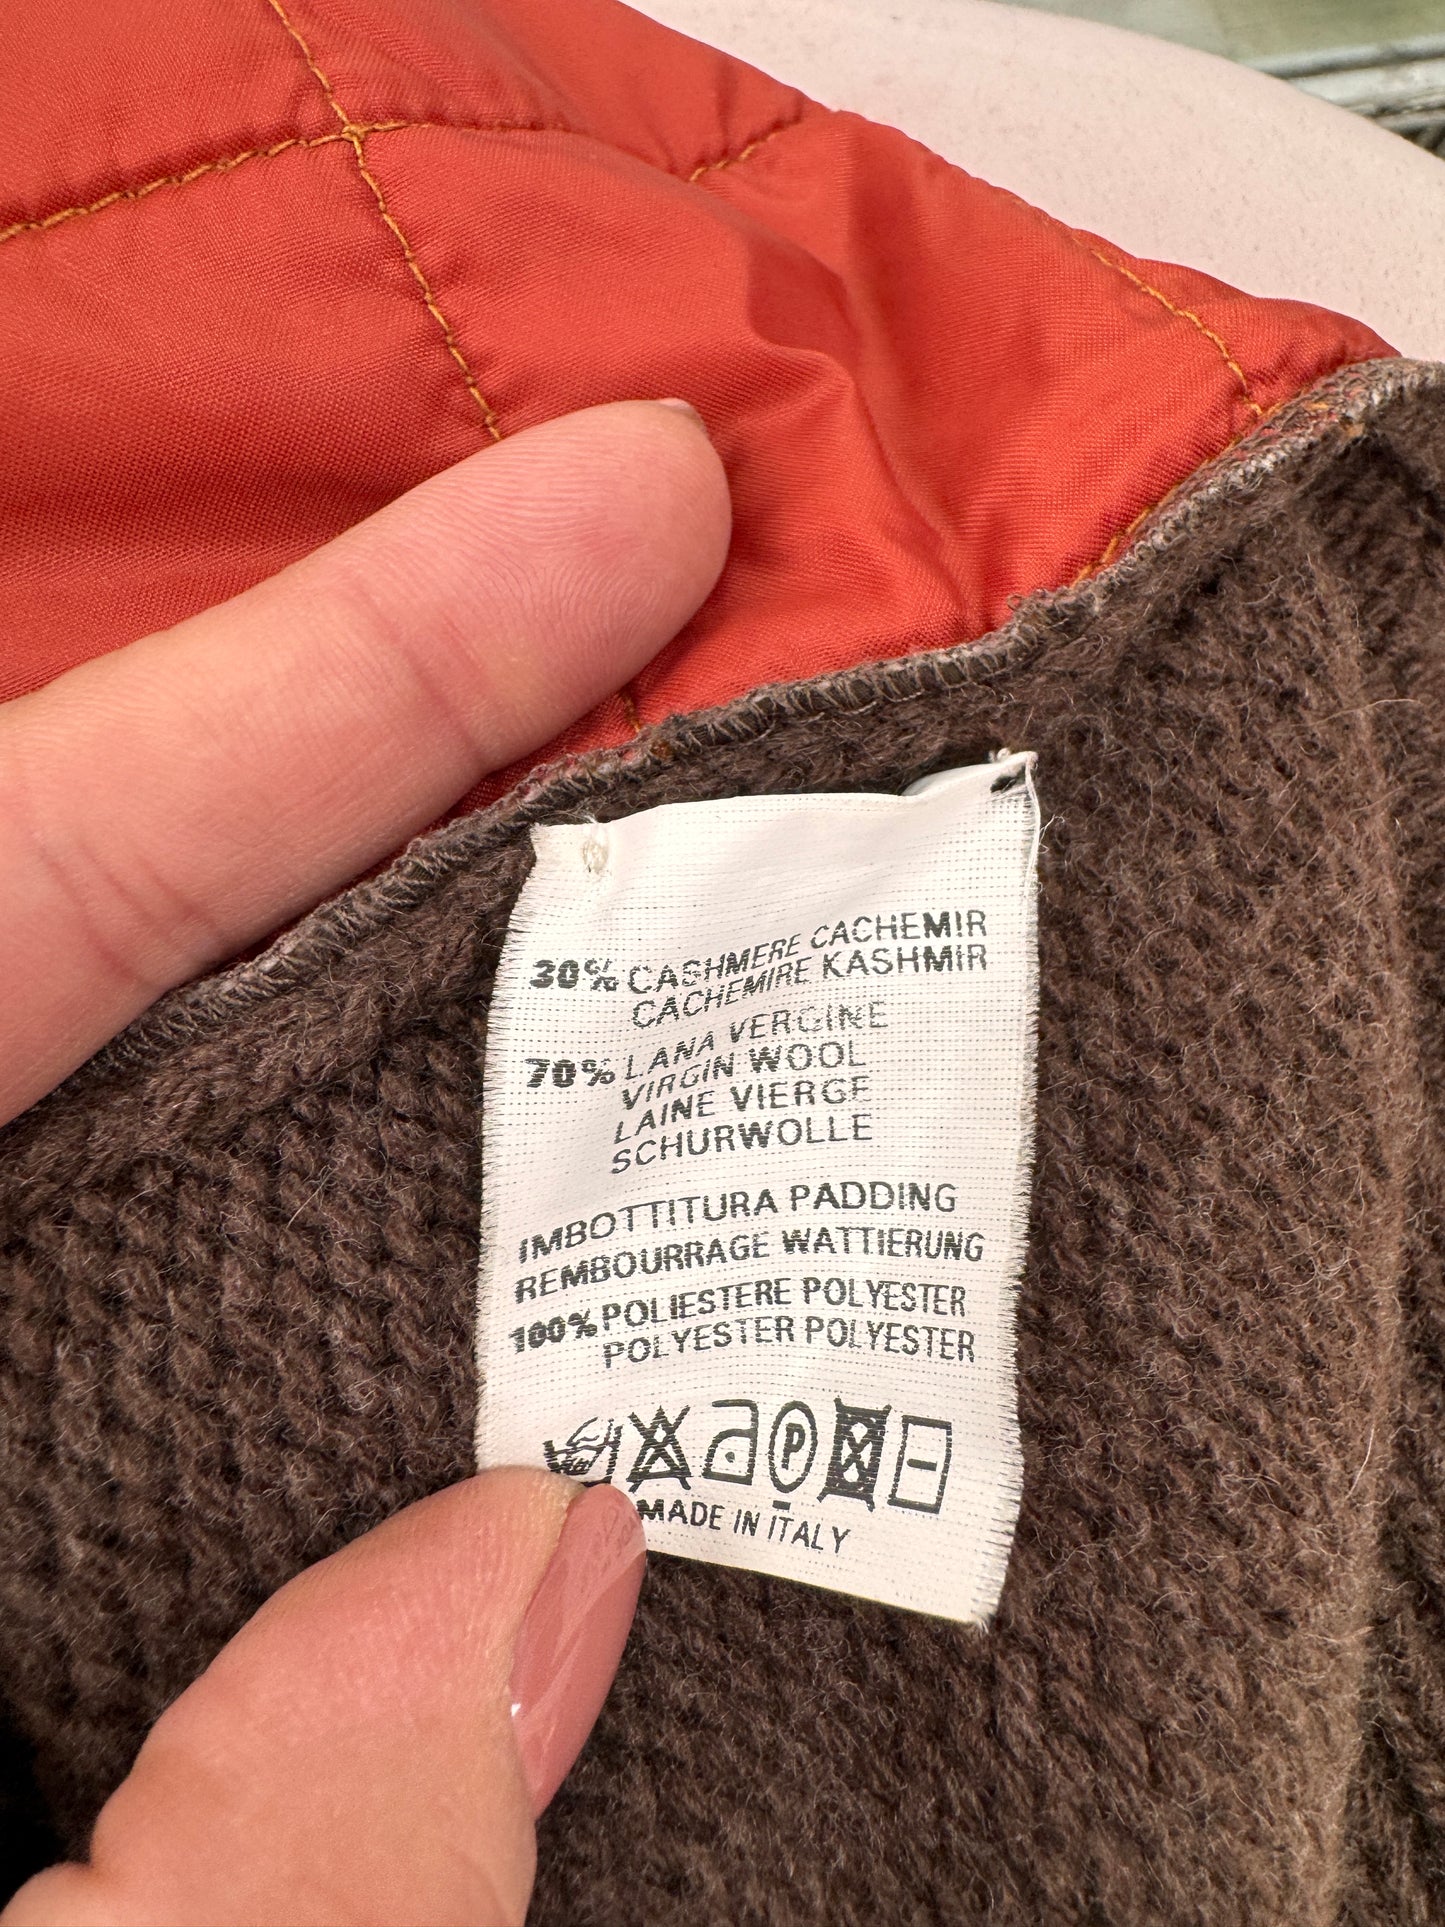 30% CASHMERE CACHEMIR
CACHEMIRE KASHMIR
70% LANA VERGINE
VIRGIN WOOL
LAINE VIERGE
SCHURWOLLE
IMBOTTITURA PADDING
REMBOURRAGE WATTIERUNG
100% POLIESTERE POLYESTER
POLYESTER POLYESTER
P
MADE IN ITALY